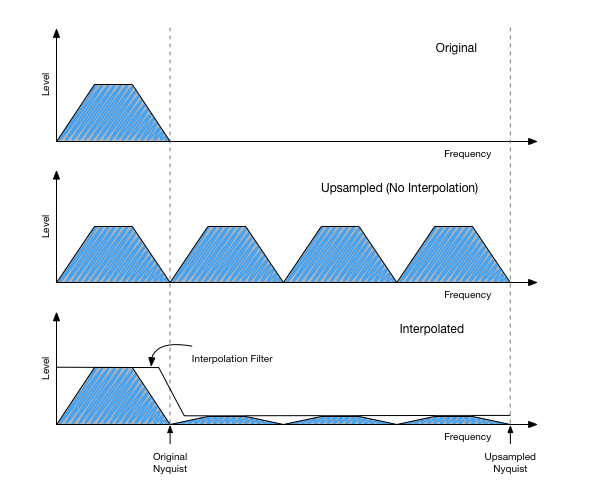 Original
Level
Frequency
Upsampled (No Interpolation)
Level
Frequency
Interpolated
Interpolation Filter
Level
Frequency
Original
Nyquist
Upsampled
Nyquist